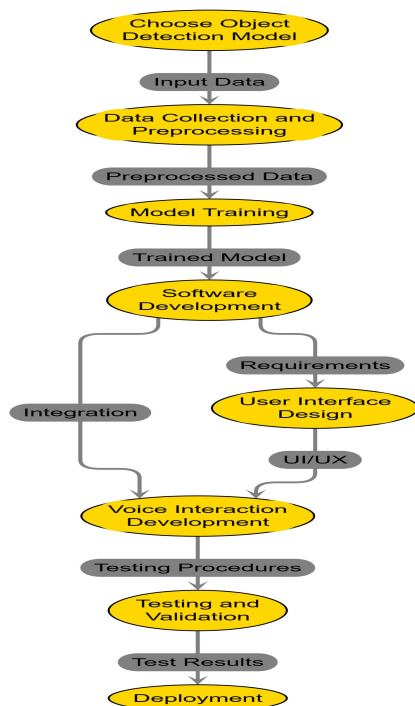 Choose Object
Detection Model
Input Data
Data Collection and
Preprocessing
Preprocessed Data
Model Training
Trained Model
Software
Development
Requirements
Integration
User Interface
Design
UI/UX
Voice Interaction
Development
Testing Procedures
Testing and
Validation
Test Results
Deployment